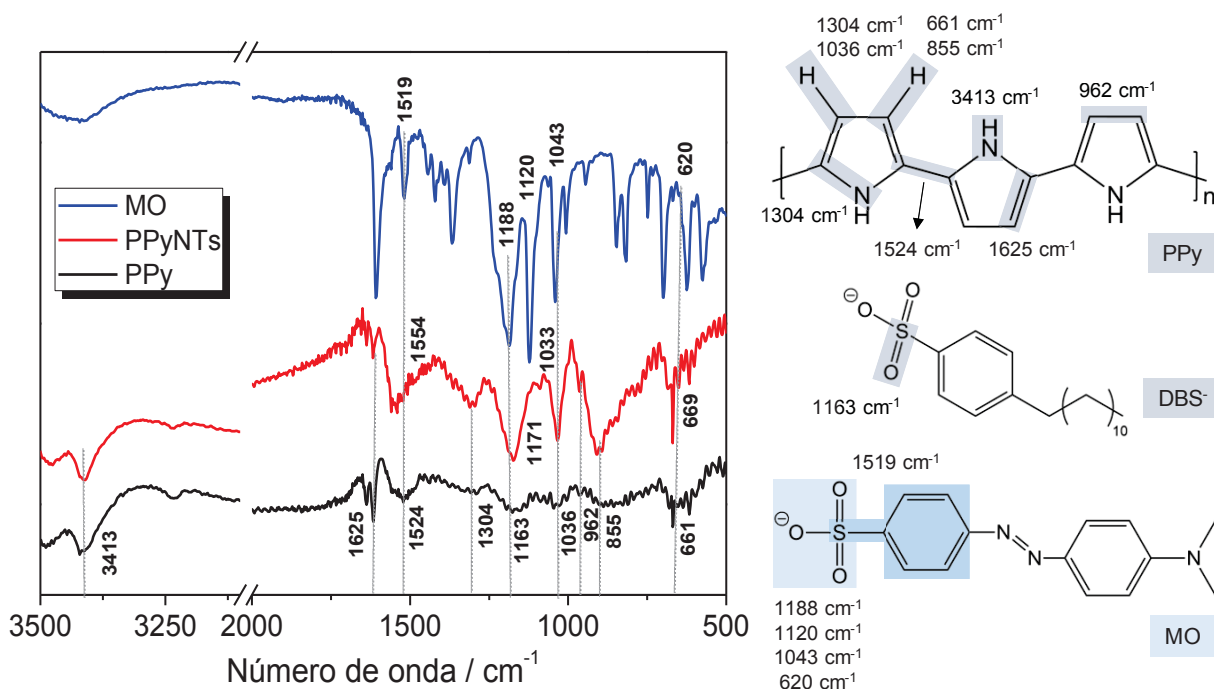 1519
1043
620
1120
1188
MO
PPyNTs
PPy
1554
1033
669
1171
3413
1625
1524
1304
1163
1036
962
855
661
3500
3250
2000
1500
1000
500
Número de onda / cm-1
1304 cm-1
1036 cm-1
661 cm-1
855 cm-1
H
H
3413 cm-1
962 cm-1
H
N
n
N
H
N
H
1304 cm-1
1524 cm-1
1625 cm-1
PPy
⊖
O
O
S
O
1163 cm-1
10
DBS-
1519 cm-1
⊖
O
O
S
O
N
N
N
1188 cm-1
1120 cm-1
1043 cm-1
620 cm-1
MO